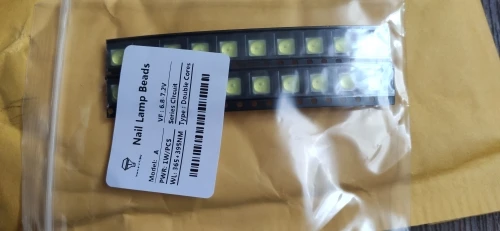 Nail Lamp Beads
Model: A
VF: 6.8-7.2V
PWR: 1W/PCS
Series Circuit
WL: 365+395NM
Type: Double Cores